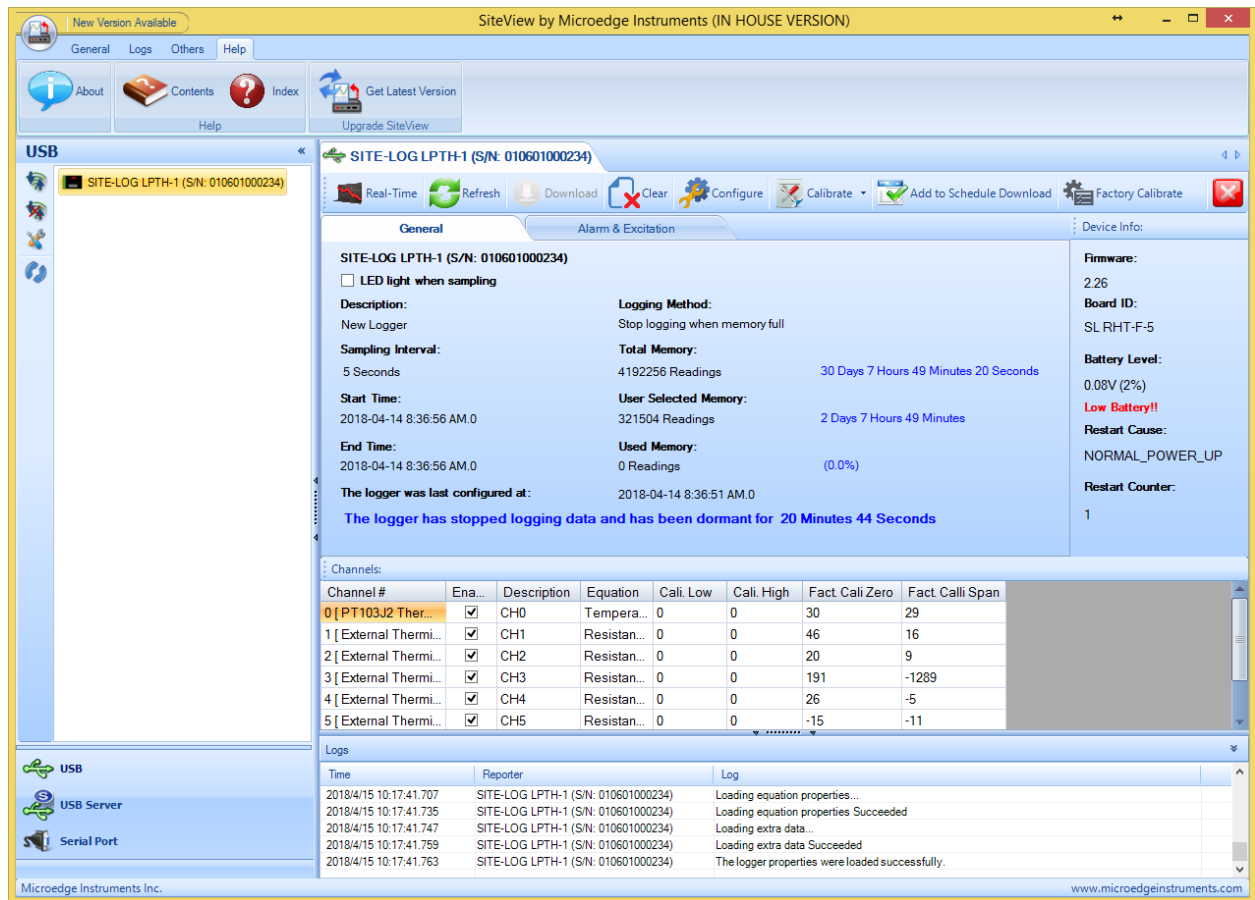 New Version Available
SiteView by Microedge Instruments (IN HOUSE VERSION)
General Logs Others Help
About Contents Index Get Latest Version
Help Upgrade SiteView
USB «
SITE-LOG LPTH-1 (S/N: 010601000234)
SITE-LOG LPTH-1 (S/N: 010601000234)
Real-Time Refresh Download Clear Configure Calibrate Add to Schedule Download Factory Calibrate
General Alarm & Excitation
SITE-LOG LPTH-1 (S/N: 010601000234)
LED light when sampling
Description: Logging Method:
New Logger Stop logging when memory full
Sampling Interval: Total Memory:
5 Seconds 4192256 Readings 30 Days 7 Hours 49 Minutes 20 Seconds
Start Time: User Selected Memory:
2018-04-14 8:36:56 AM.0 321504 Readings 2 Days 7 Hours 49 Minutes
End Time: Used Memory:
2018-04-14 8:36:56 AM.0 0 Readings (0.0%)
The logger was last configured at: 2018-04-14 8:36:51 AM.0
The logger has stopped logging data and has been dormant for 20 Minutes 44 Seconds
Device Info:
Firmware:
2.26
Board ID:
SL RHT-F-5
Battery Level:
0.08V (2%)
Low Battery!!
Restart Cause:
NORMAL_POWER_UP
Restart Counter:
1
Channels:
Channel # Ena... Description Equation Cali. Low Cali. High Fact. Cali Zero Fact. Calli Span
0 [ PT103J2 Ther... CH0 Tempera... 0 0 30 29
1 [ External Thermi... CH1 Resistan... 0 0 46 16
2 [ External Thermi... CH2 Resistan... 0 0 20 9
3 [ External Thermi... CH3 Resistan... 0 0 191 -1289
4 [ External Thermi... CH4 Resistan... 0 0 26 -5
5 [ External Thermi... CH5 Resistan... 0 0 -15 -11
Logs
Time Reporter Log
2018/4/15 10:17:41.707 SITE-LOG LPTH-1 (S/N: 010601000234) Loading equation properties...
2018/4/15 10:17:41.735 SITE-LOG LPTH-1 (S/N: 010601000234) Loading equation properties Succeeded
2018/4/15 10:17:41.747 SITE-LOG LPTH-1 (S/N: 010601000234) Loading extra data...
2018/4/15 10:17:41.759 SITE-LOG LPTH-1 (S/N: 010601000234) Loading extra data Succeeded
2018/4/15 10:17:41.763 SITE-LOG LPTH-1 (S/N: 010601000234) The logger properties were loaded successfully.
USB
USB Server
Serial Port
Microedge Instruments Inc. www.microedgeinstruments.com